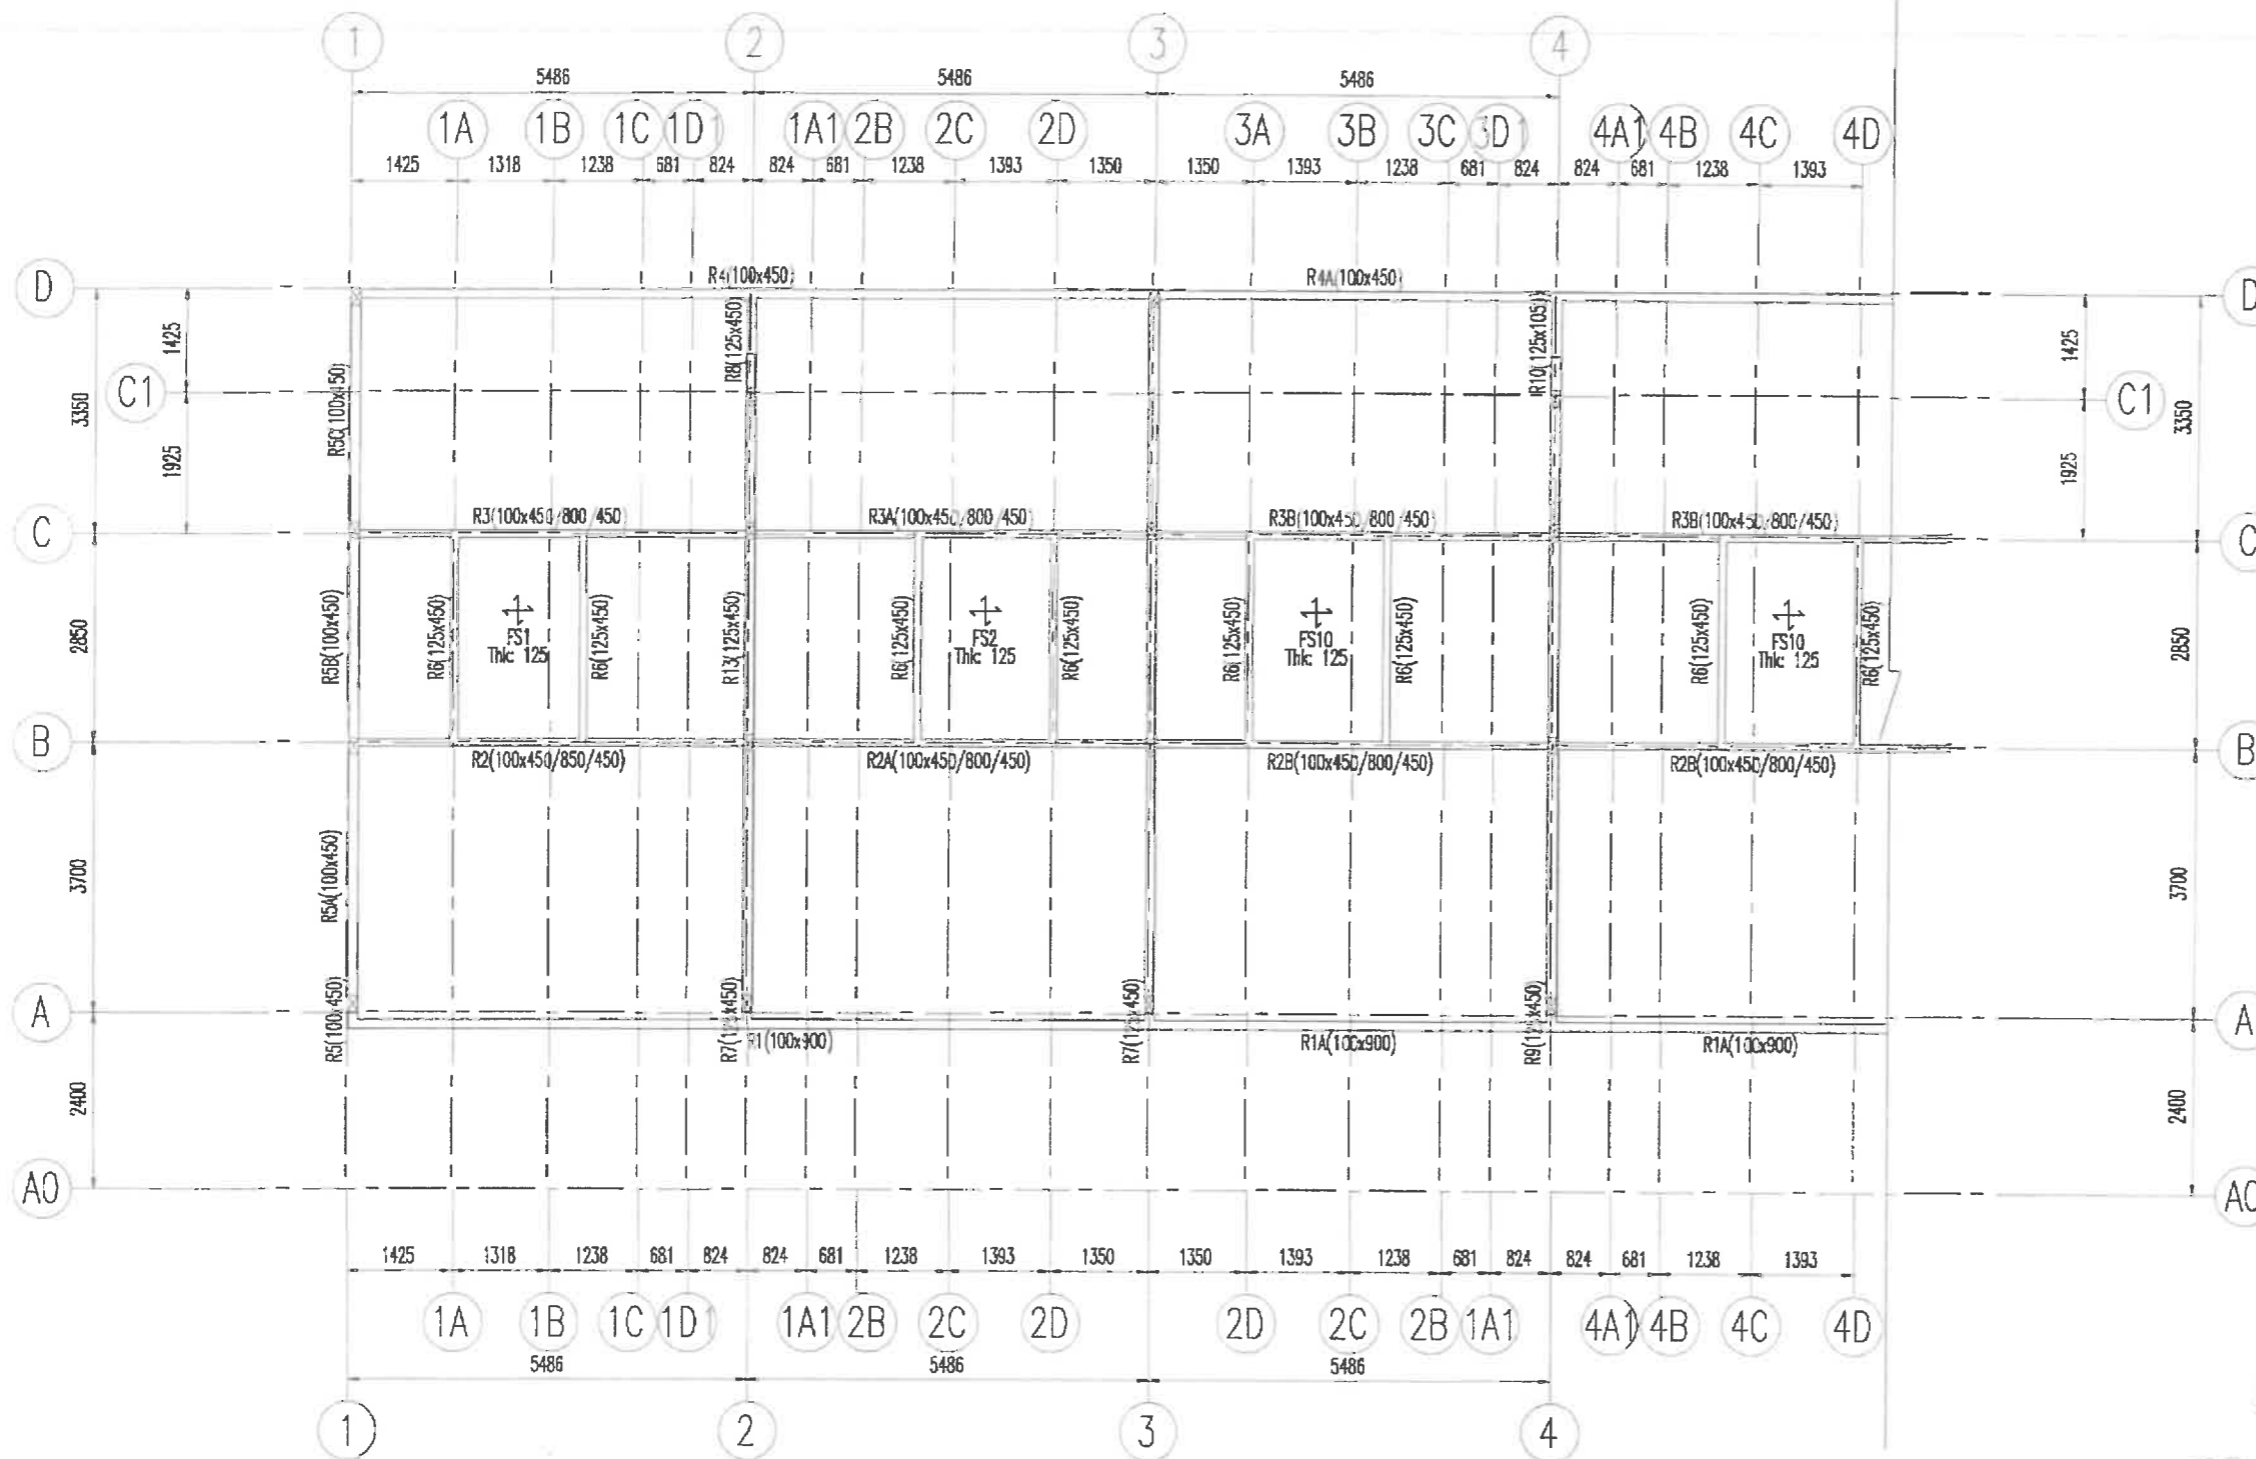 1 2 3 4
5486 5486 5486
1A 1B 1C 1D 1A1 2B 2C 2D 3A 3B 3C 3D 4A1 4B 4C 4D
1425 1318 1238 681 824 824 681 1238 1393 1350 1350 1393 1238 681 824 824 681 1238 1393
D R4(100x450) R4A(100x450) D
1425 R8(125x450) R10(125x105) 1425
C1 C1
3350 R5C(100x450) 3350
1925 1925
C R3(100x450/800/450) R3A(100x450/800/450) R3B(100x450/800/450) R3B(100x450/800/450) C
2850 R5B(100x450) R6(125x450) R6(125x450) R13(125x450) R6(125x450) R6(125x450) R6(125x450) R6(125x450) R6(125x450) R6(125x450) 2850
FS1 FS2 FS10 FS10
Thk: 125 Thk: 125 Thk: 125 Thk: 125
B B
R2(100x450/850/450) R2A(100x450/800/450) R2B(100x450/800/450) R2B(100x450/800/450)
3700 R5A(100x450) 3700
A A
R5(100x450) R7(125x450) R1(100x900) R7(125x450) R1A(100x900) R9(125x450) R1A(100x900)
2400 2400
A0 A0
1425 1318 1238 681 824 824 681 1238 1393 1350 1350 1393 1238 681 824 824 681 1238 1393
1A 1B 1C 1D 1A1 2B 2C 2D 2D 2C 2B 1A1 4A1 4B 4C 4D
5486 5486 5486
1 2 3 4